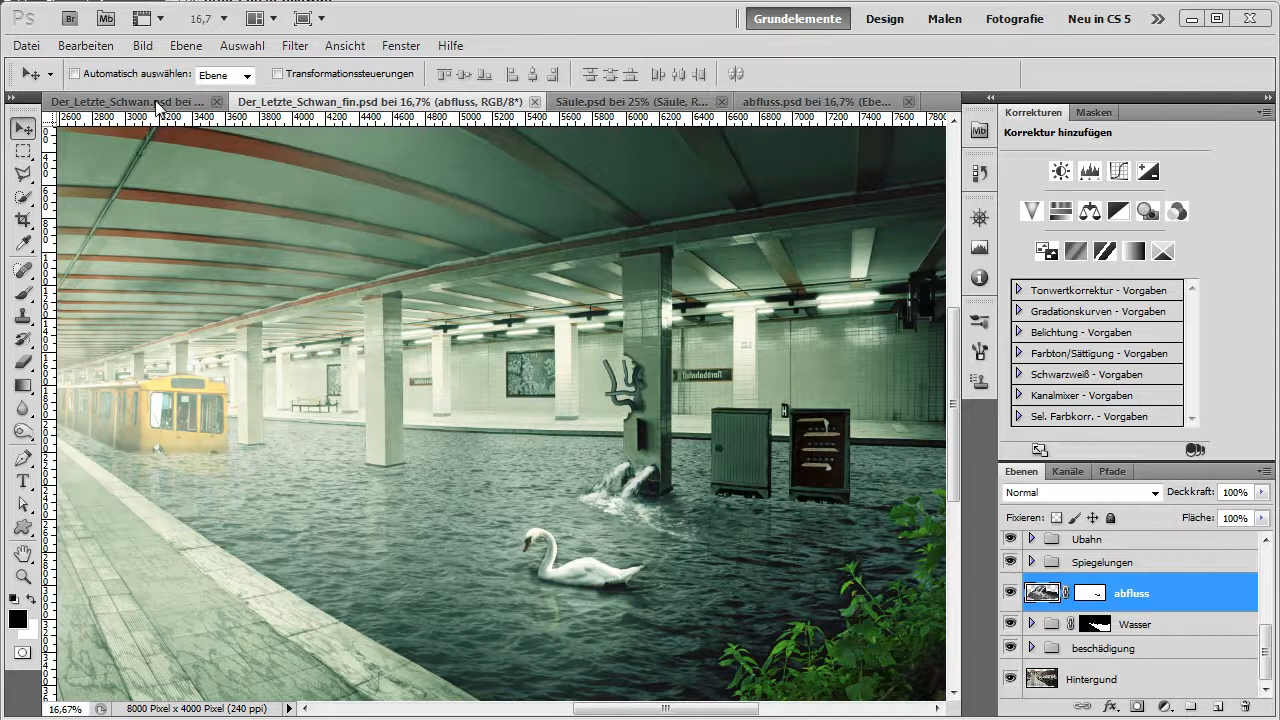 Ps Br Mb 16,7 Grundelemente Design Malen Fotografie Neu in CS 5
Datei Bearbeiten Bild Ebene Auswahl Filter Ansicht Fenster Hilfe
Automatisch auswählen: Ebene Transformationssteuerungen
Der_Letzte_Schwan.psd bei ... Der_Letzte_Schwan_fin.psd bei 16,7% (abfluss, RGB/8*) Säule.psd bei 25% (Säule, R... abfluss.psd bei 16,7% (Ebe...
2600 2800 3000 3200 3400 3600 3800 4000 4200 4400 4600 4800 5000 5200 5400 5600 5800 6000 6200 6400 6600 6800 7000 7200 7400 7600 7800
Mb
Korrekturen Masken
Korrektur hinzufügen
Tonwertkorrektur - Vorgaben
Gradationskurven - Vorgaben
Belichtung - Vorgaben
Farbton/Sättigung - Vorgaben
Schwarzweiß - Vorgaben
Kanalmixer - Vorgaben
Sel. Farbkorr. - Vorgaben
Nordbahnhof
Ebenen Kanäle Pfade
Normal Deckkraft: 100%
Fixieren: Fläche: 100%
Ubahn
Spiegelungen
abfluss
Wasser
beschädigung
Hintergund
16,67% 8000 Pixel x 4000 Pixel (240 ppi)